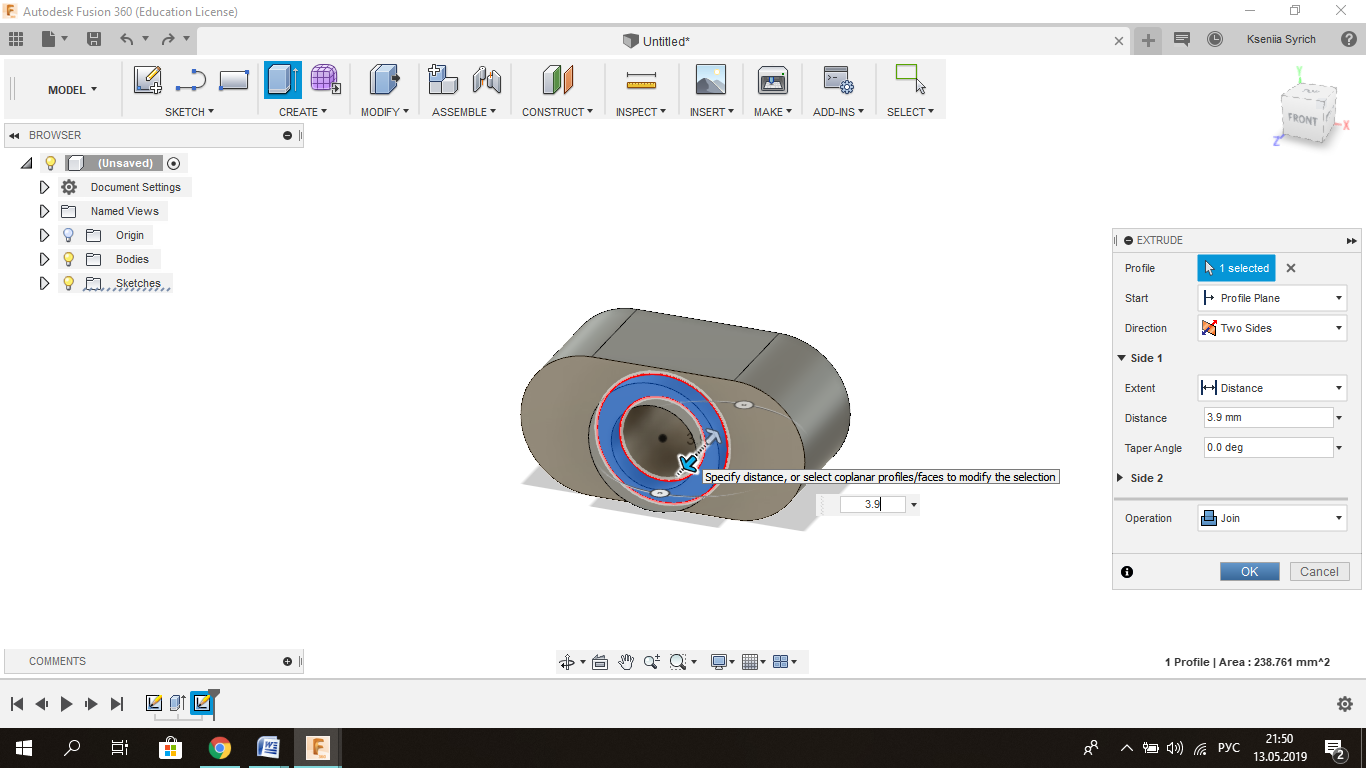 Autodesk Fusion 360 (Education License)
Untitled*
Kseniia Syrich
MODEL
SKETCH
CREATE
MODIFY
ASSEMBLE
CONSTRUCT
INSPECT
INSERT
MAKE
ADD-INS
SELECT
BROWSER
(Unsaved)
Document Settings
Named Views
Origin
Bodies
Sketches
Y
FRONT
X
Z
EXTRUDE
Profile 1 selected
Start Profile Plane
Direction Two Sides
Side 1
Extent Distance
Distance 3.9 mm
Taper Angle 0.0 deg
Side 2
Operation Join
OK Cancel
Specify distance, or select coplanar profiles/faces to modify the selection
3.9
COMMENTS
1 Profile | Area : 238.761 mm^2
РУС
21:50
13.05.2019
2